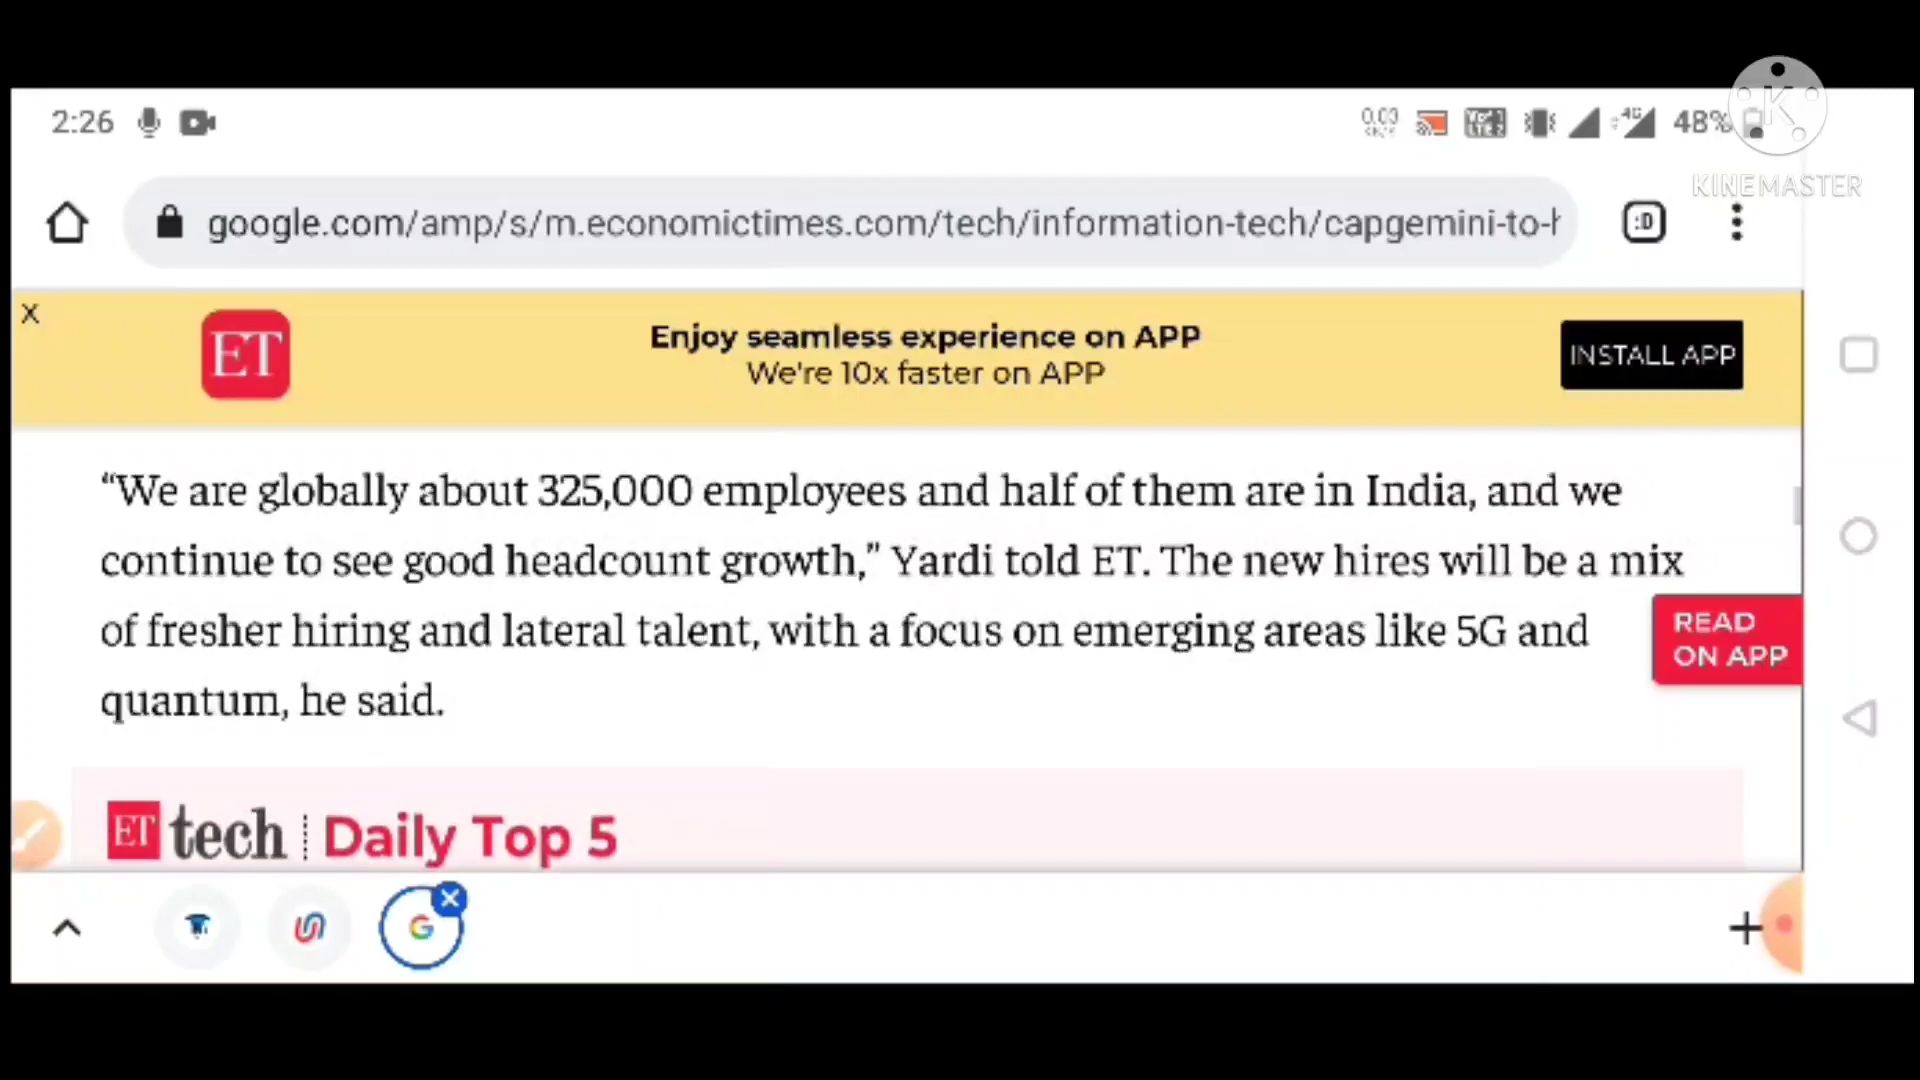 2:26
0.00
4G
48%
KINEMASTER
google.com/amp/s/m.economictimes.com/tech/information-tech/capgemini-to-h
:D
X
ET
Enjoy seamless experience on APP
We're 10x faster on APP
INSTALL APP
“We are globally about 325,000 employees and half of them are in India, and we
continue to see good headcount growth,” Yardi told ET. The new hires will be a mix
of fresher hiring and lateral talent, with a focus on emerging areas like 5G and
quantum, he said.
READ
ON APP
ET tech Daily Top 5